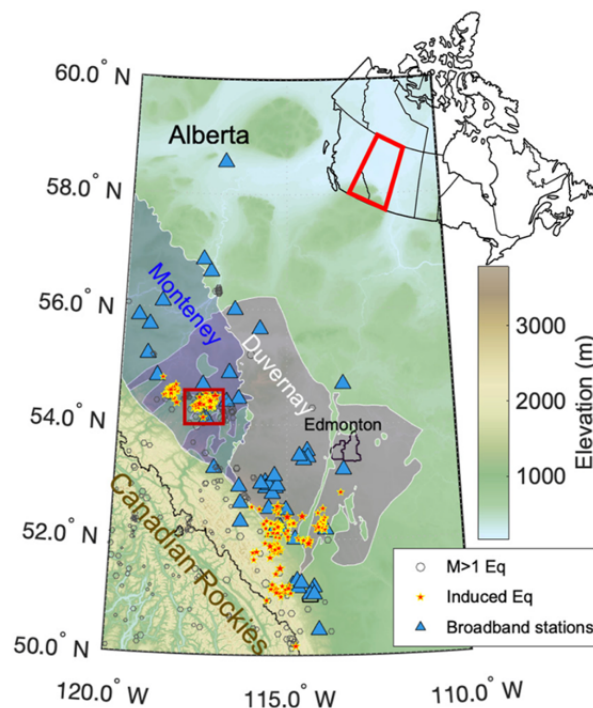 60.0° N
Alberta
58.0° N
56.0° N
Monteney
Duvernay
3000
2000
1000
Elevation (m)
54.0° N
Edmonton
52.0° N
Canadian Rockies
M>1 Eq
Induced Eq
Broadband stations
50.0° N
120.0° W
115.0° W
110.0° W